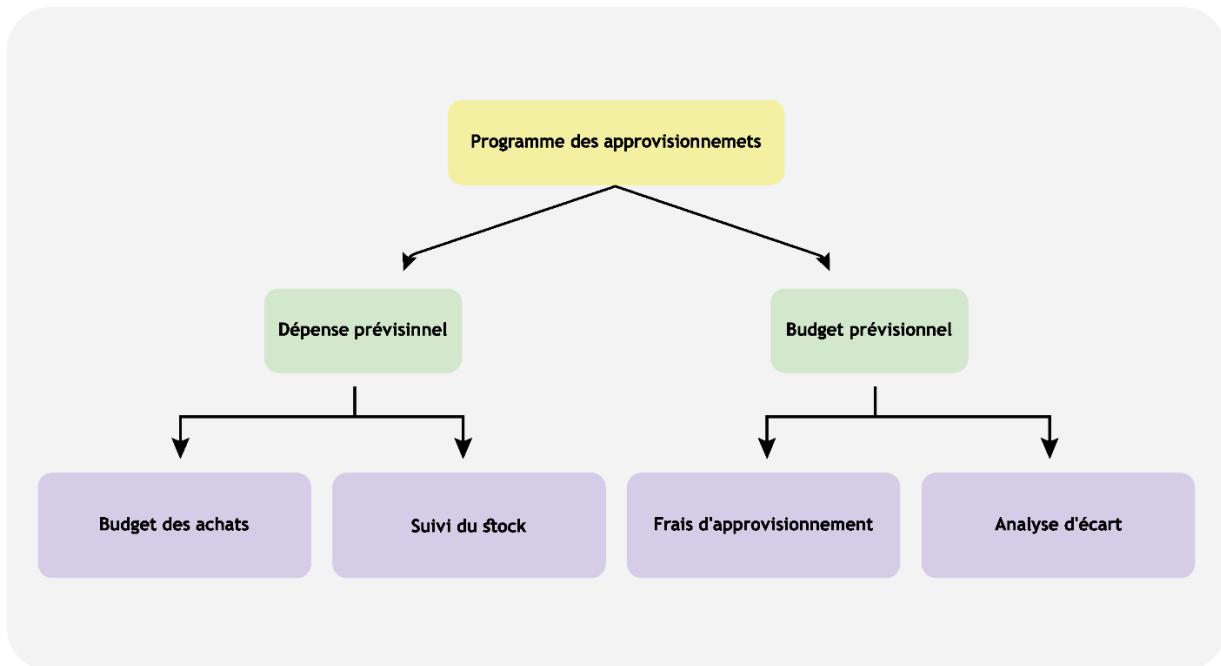 Programme des approvisionnemets
Dépense prévisinnel
Budget prévisionnel
Budget des achats
Suivi du stock
Frais d'approvisionnement
Analyse d'écart